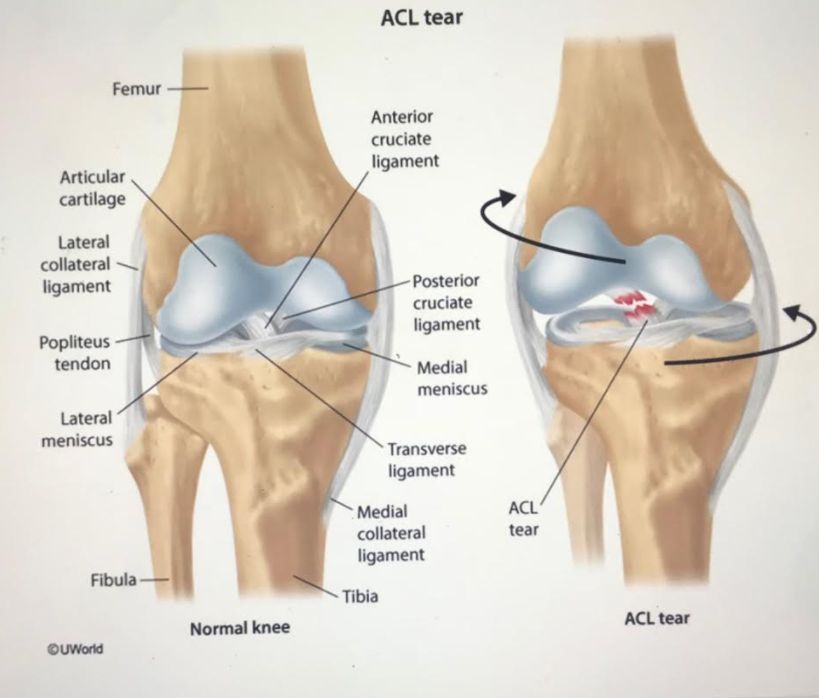 ACL tear
Femur
Anterior
cruciate
ligament
Articular
cartilage
Lateral
collateral
ligament
Posterior
cruciate
ligament
Popliteus
tendon
Medial
meniscus
Lateral
meniscus
Transverse
ligament
Medial
collateral
ligament
Fibula
Tibia
Normal knee
ACL
tear
ACL tear
©UWorld